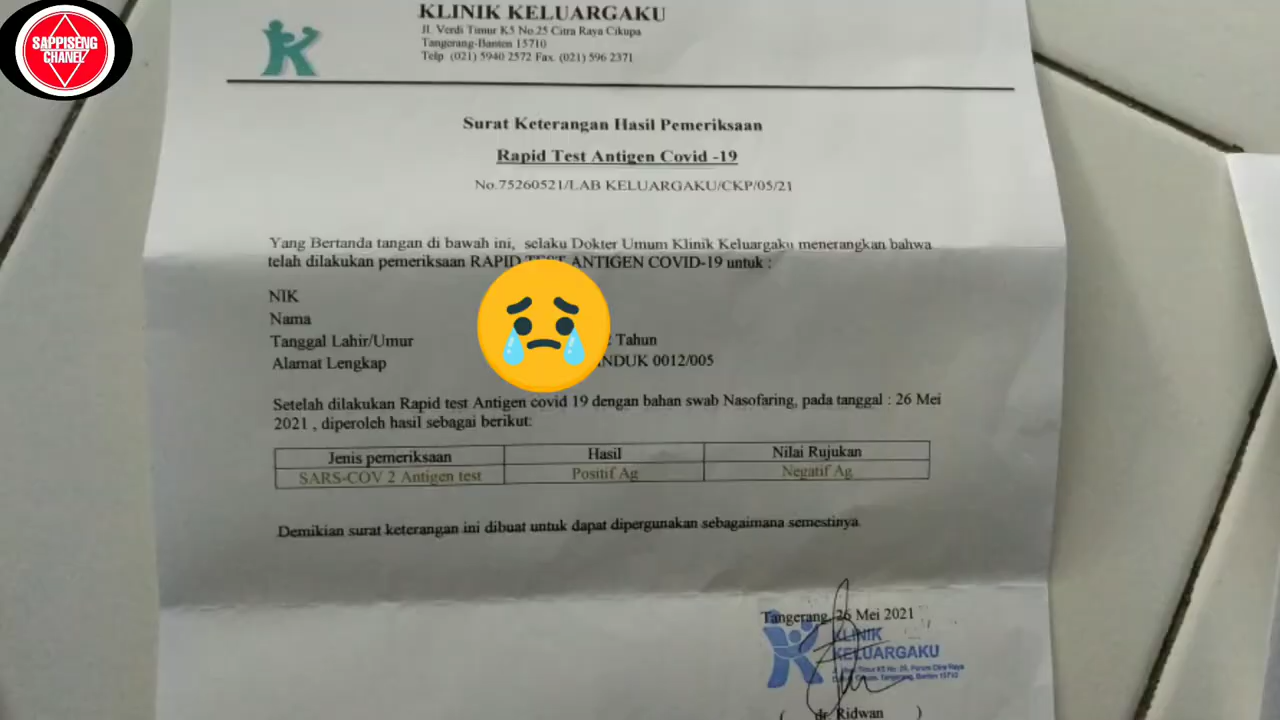 SAPPISENG
CHANEL
KLINIK KELUARGAKU
Jl. Verdi Timur K5 No.25 Citra Raya Cikupa
Tangerang-Banten 15710
Telp (021) 5940 2572 Fax. (021) 596 2371
Surat Keterangan Hasil Pemeriksaan
Rapid Test Antigen Covid -19
No.75260521/LAB KELUARGAKU/CKP/05/21
Yang Bertanda tangan di bawah ini, selaku Dokter Umum Klinik Keluargaku menerangkan bahwa
telah dilakukan pemeriksaan RAPID TEST ANTIGEN COVID-19 untuk :
NIK
Nama
Tanggal Lahir/Umur Tahun
Alamat Lengkap 0012/005
Setelah dilakukan Rapid test Antigen covid 19 dengan bahan swab Nasofaring, pada tanggal : 26 Mei
2021 , diperoleh hasil sebagai berikut:
Jenis pemeriksaan Hasil Nilai Rujukan
SARS-COV 2 Antigen test Positif Ag Negatif Ag
Demikian surat keterangan ini dibuat untuk dapat dipergunakan sebagaimana semestinya
Tangerang, 26 Mei 2021
KLINIK
KELUARGAKU
Tangerang, Banten 15710
( dr. Ridwan )